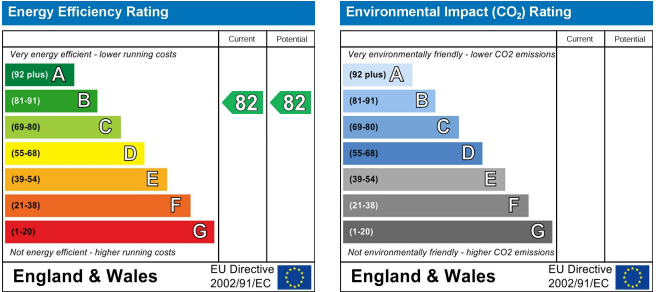 Energy Efficiency Rating
Current Potential
Very energy efficient - lower running costs
(92 plus) A
(81-91) B
82 82
(69-80) C
(55-68) D
(39-54) E
(21-38) F
(1-20) G
Not energy efficient - higher running costs
England & Wales
EU Directive
2002/91/EC
Environmental Impact (CO₂) Rating
Current Potential
Very environmentally friendly - lower CO2 emissions
(92 plus) A
(81-91) B
(69-80) C
(55-68) D
(39-54) E
(21-38) F
(1-20) G
Not environmentally friendly - higher CO2 emissions
England & Wales
EU Directive
2002/91/EC